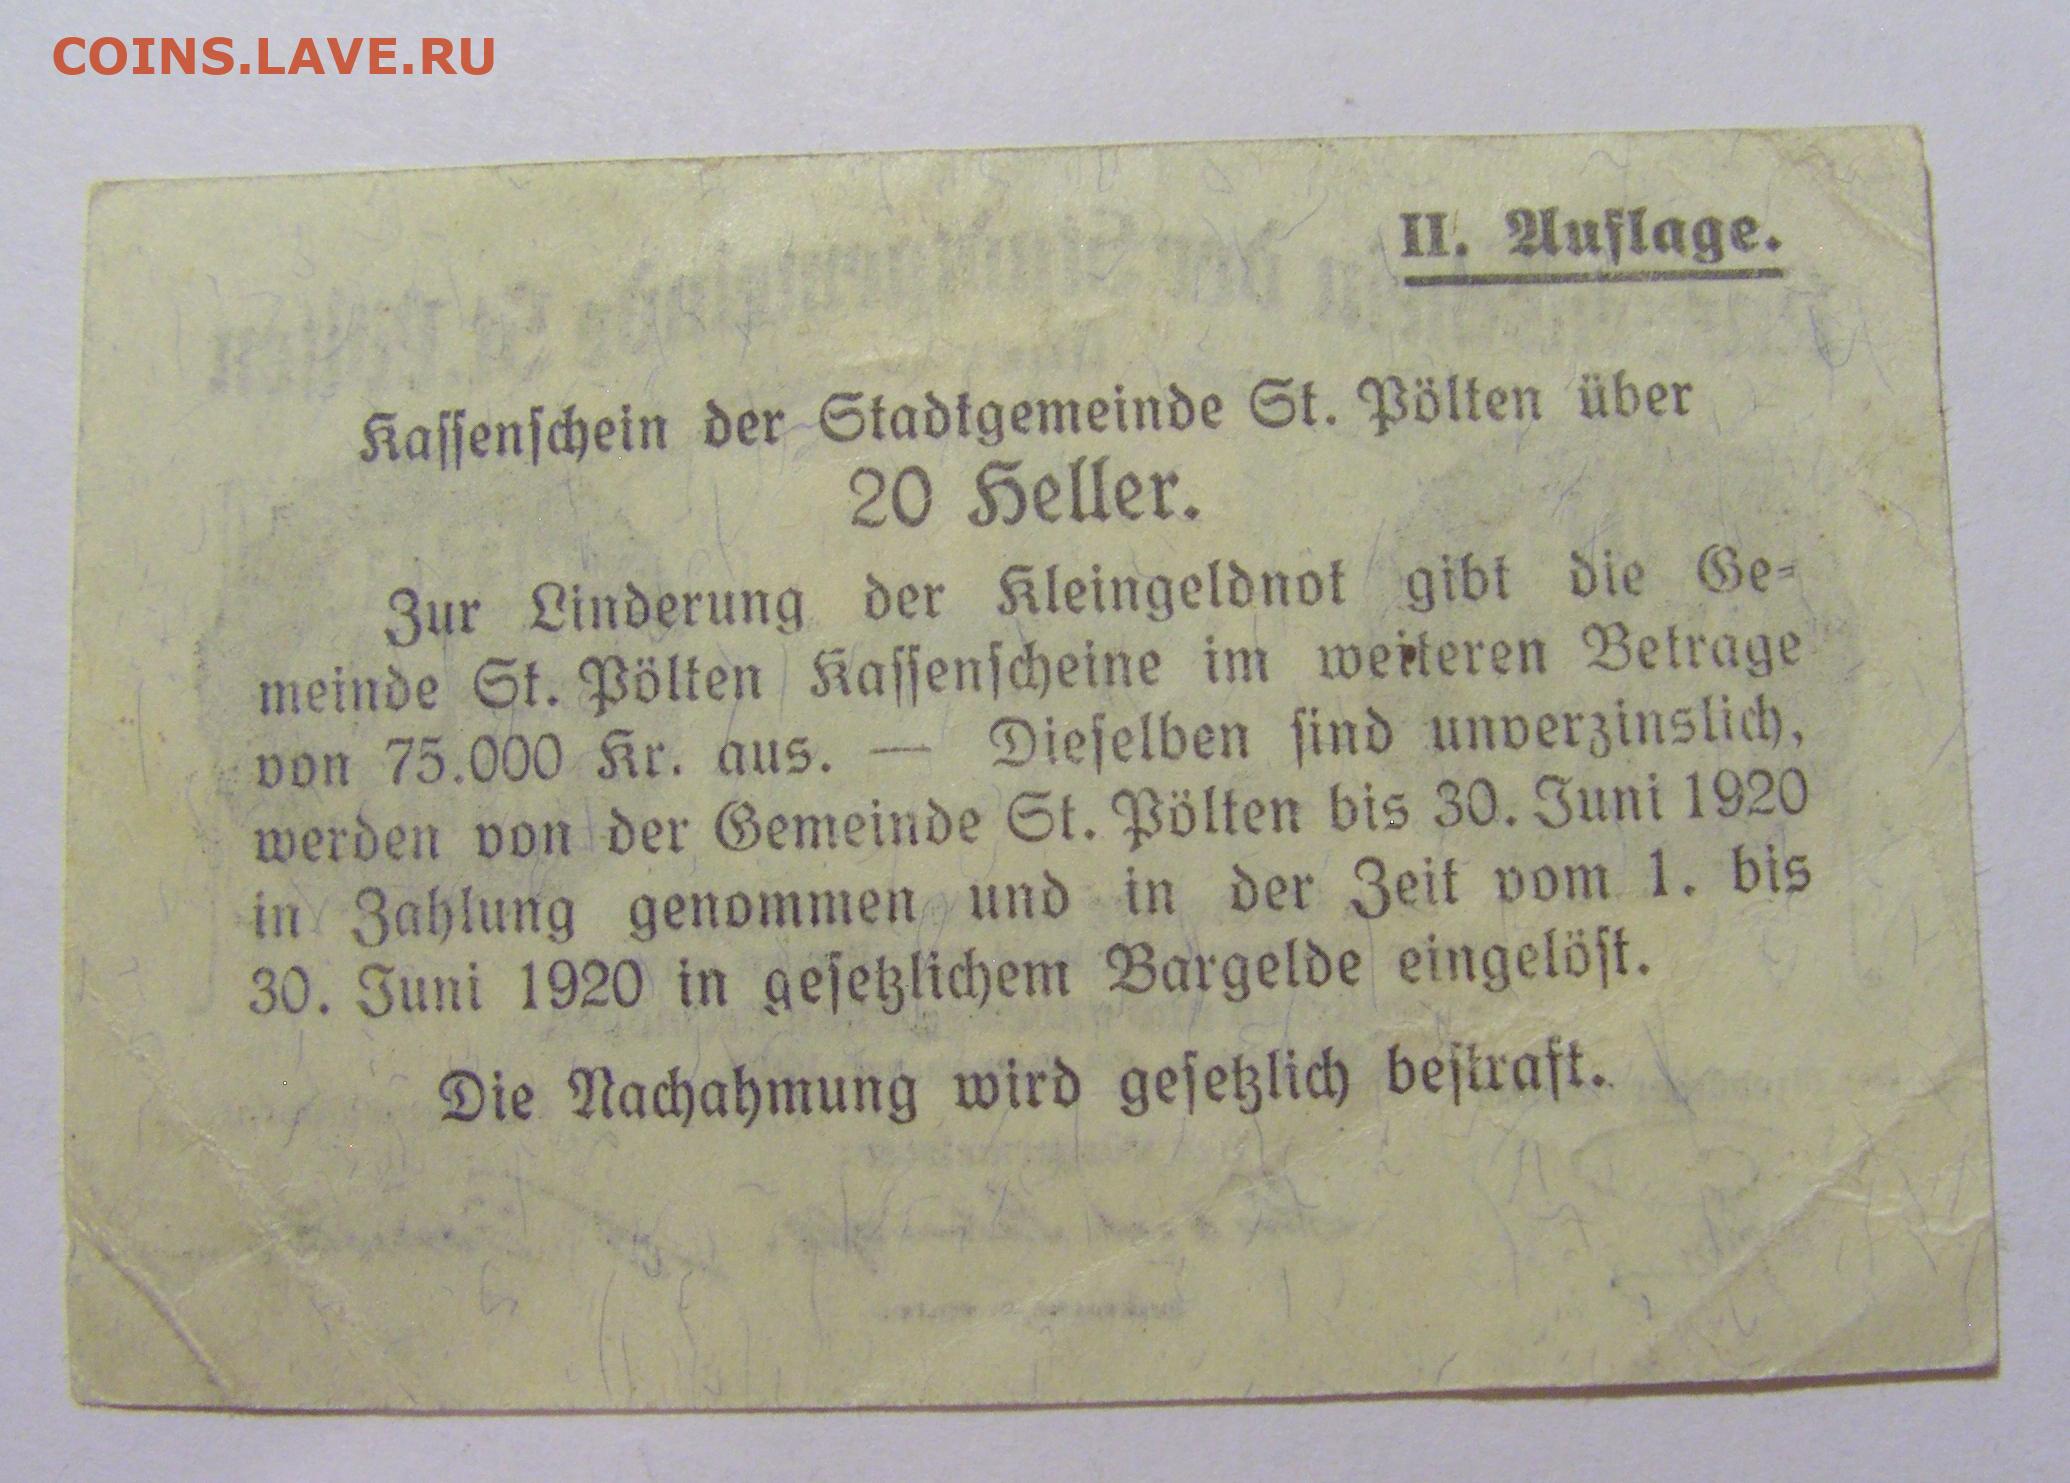 COINS.LAVE.RU
II. Auflage.
Kassenschein der Stadtgemeinde St. Pölten über
20 Heller.
Zur Linderung der Kleingeldnot gibt die Ge-
meinde St. Pölten Kassenscheine im weiteren Betrage
von 75.000 Kr. aus. — Dieselben sind unverzinslich,
werden von der Gemeinde St. Pölten bis 30. Juni 1920
in Zahlung genommen und in der Zeit vom 1. bis
30. Juni 1920 in gesetzlichem Bargelde eingelöst.
Die Nachahmung wird gesetzlich bestraft.